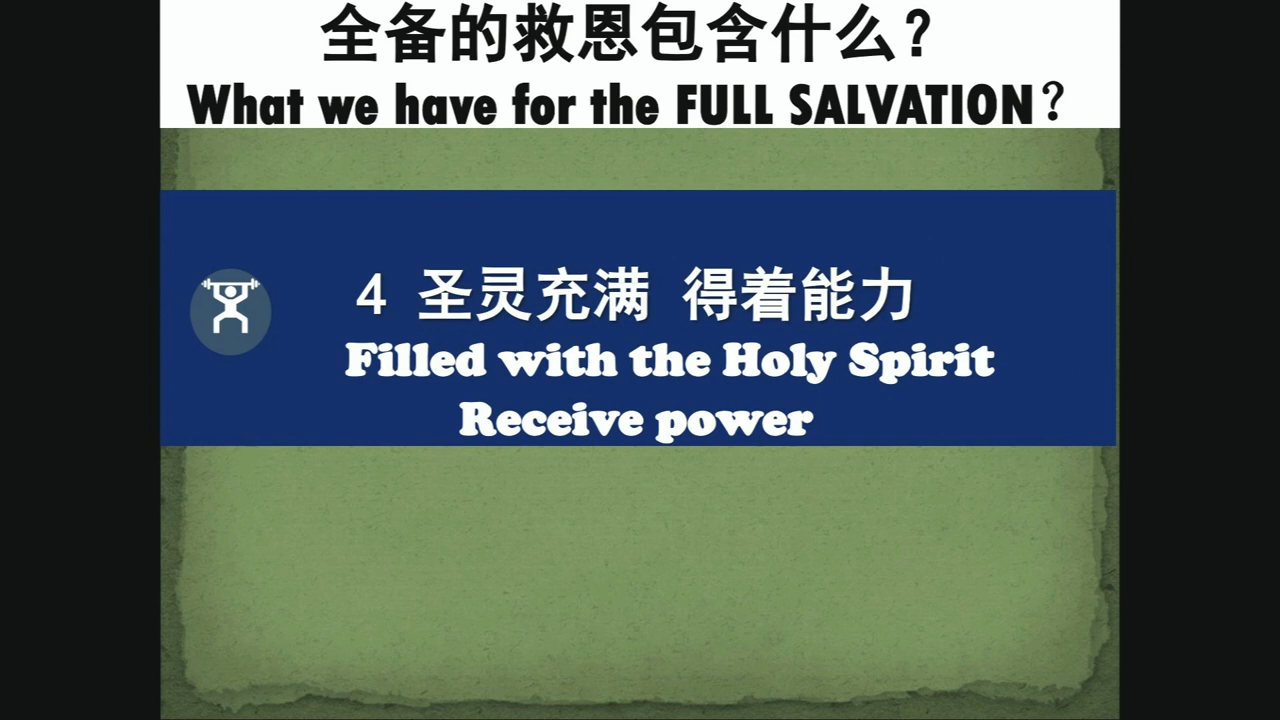 全备的救恩包含什么？
What we have for the FULL SALVATION？
4 圣灵充满 得着能力
Filled with the Holy Spirit
Receive power